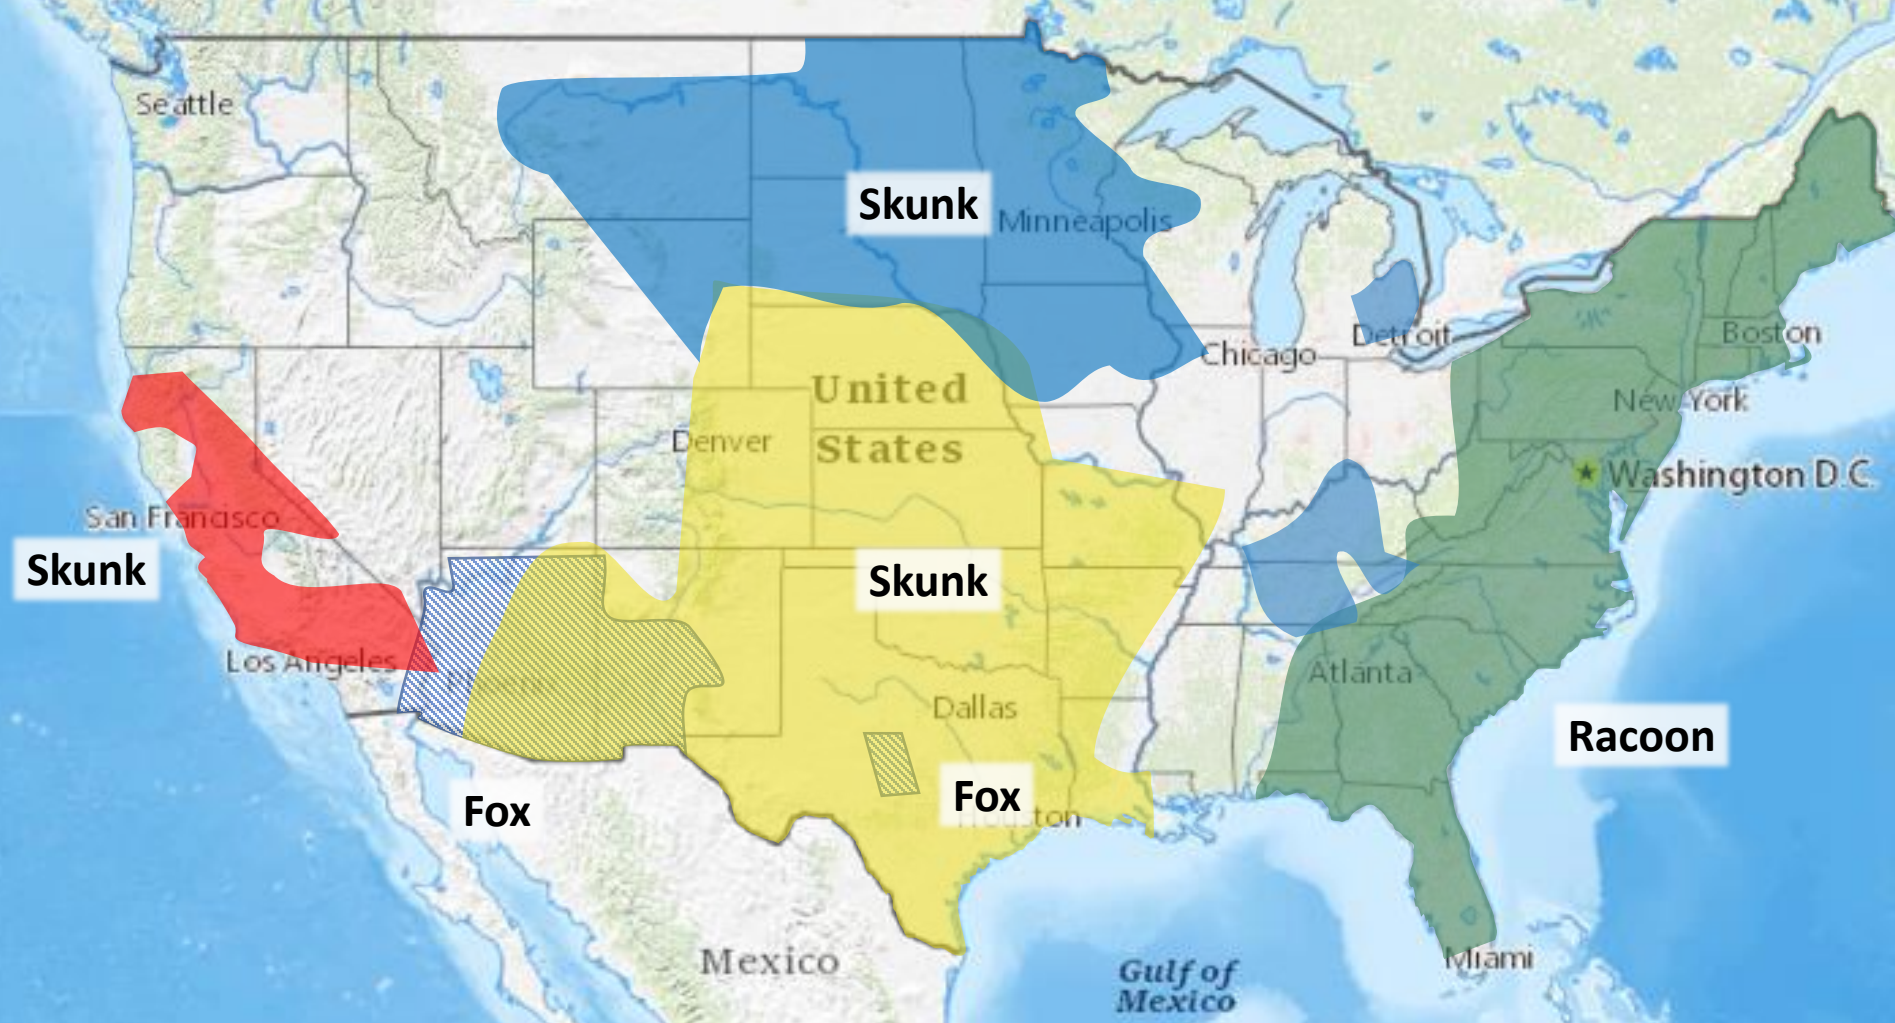 Seattle
Skunk
Minneapolis
Detroit
Boston
Chicago
United
States
New York
Denver
Washington D.C.
San Francisco
Skunk
Skunk
Los Angeles
Phoenix
Atlanta
Dallas
Racoon
Fox
Fox
Houston
Mexico
Miami
Gulf of
Mexico